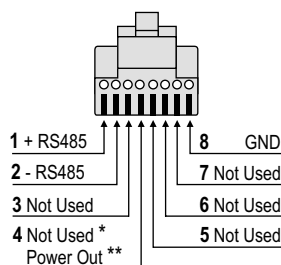 1 + RS485
2 - RS485
3 Not Used
4 Not Used *
Power Out **
8 GND
7 Not Used
6 Not Used
5 Not Used